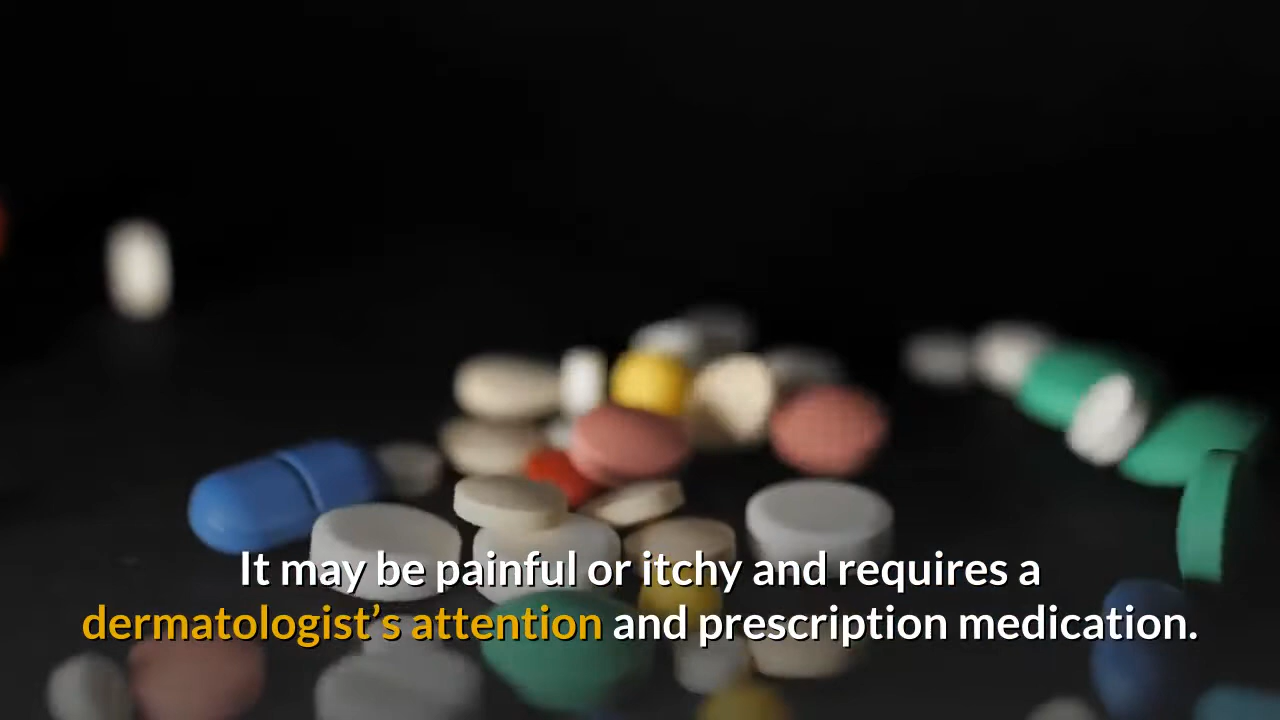 It may be painful or itchy and requires a
dermatologist’s attention and prescription medication.